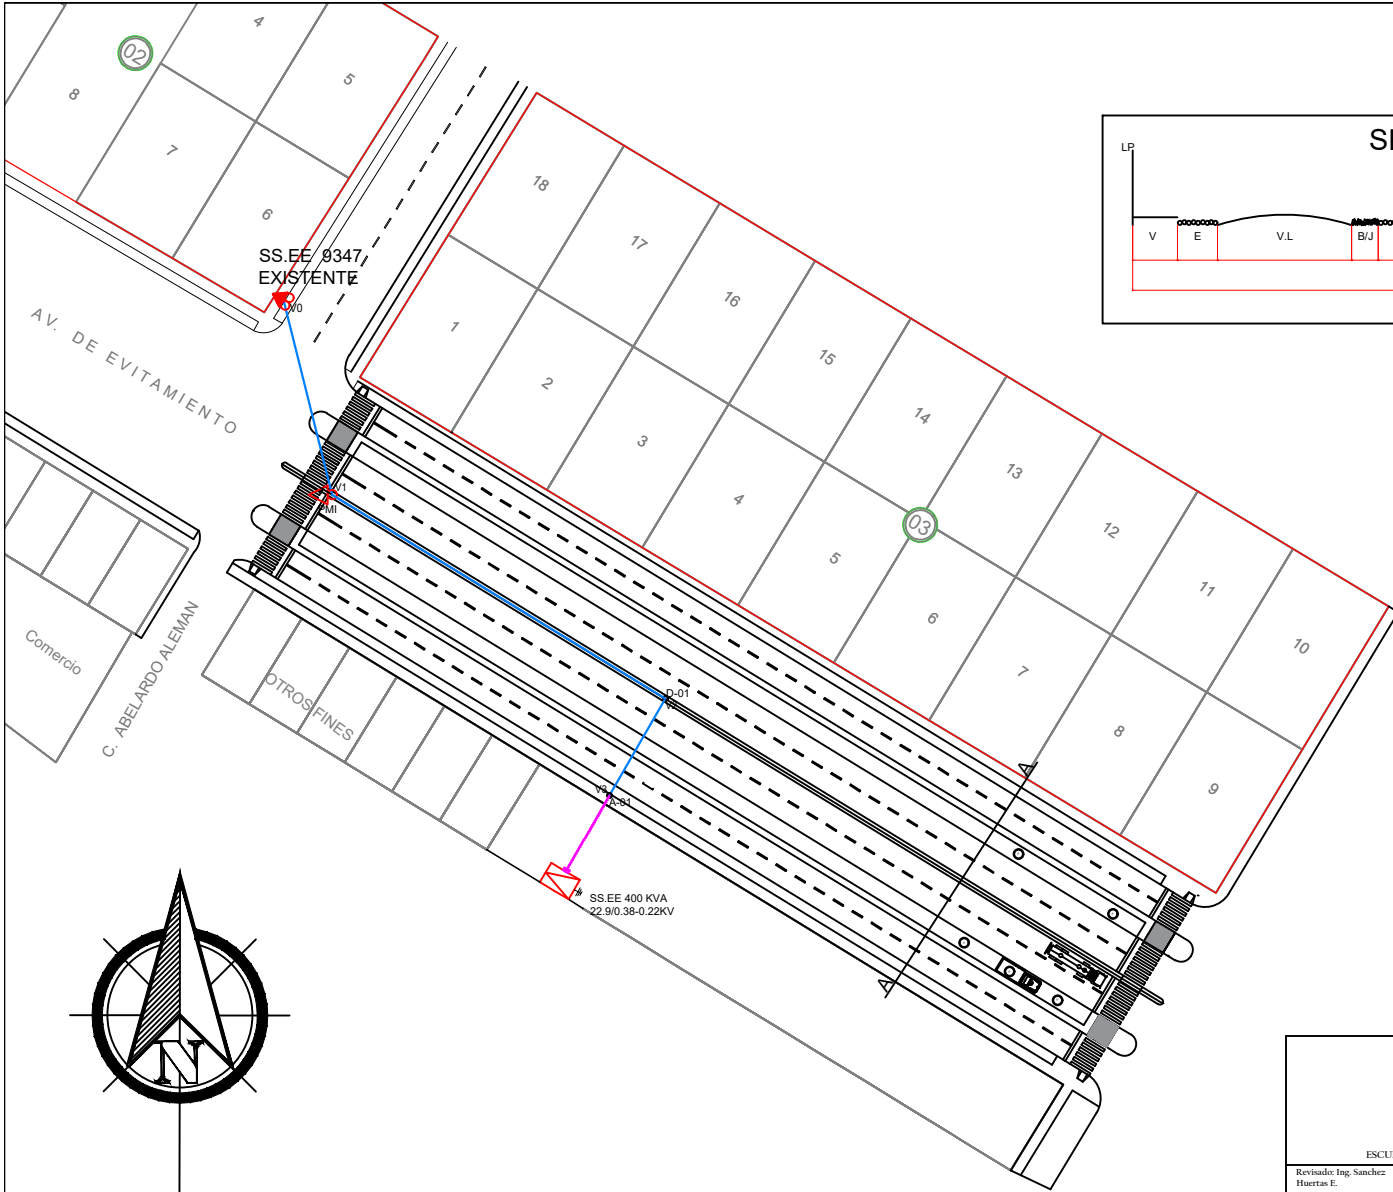 02
4
5
8
7
6
SS.EE 9347
EXISTENTE
V0
AV. DE EVITAMIENTO
18
17
16
15
14
13
12
11
10
1
2
3
4
5
6
7
8
9
03
LP
V
E
V.L
B/J
V1
PMI
D-01
V3
A-01
SS.EE 400 KVA
22.9/0.38-0.22KV
Comercio
C. ABELARDO ALEMAN
OTROS FINES
A
A
N
Revisado: Ing. Sanchez
Huertas E.